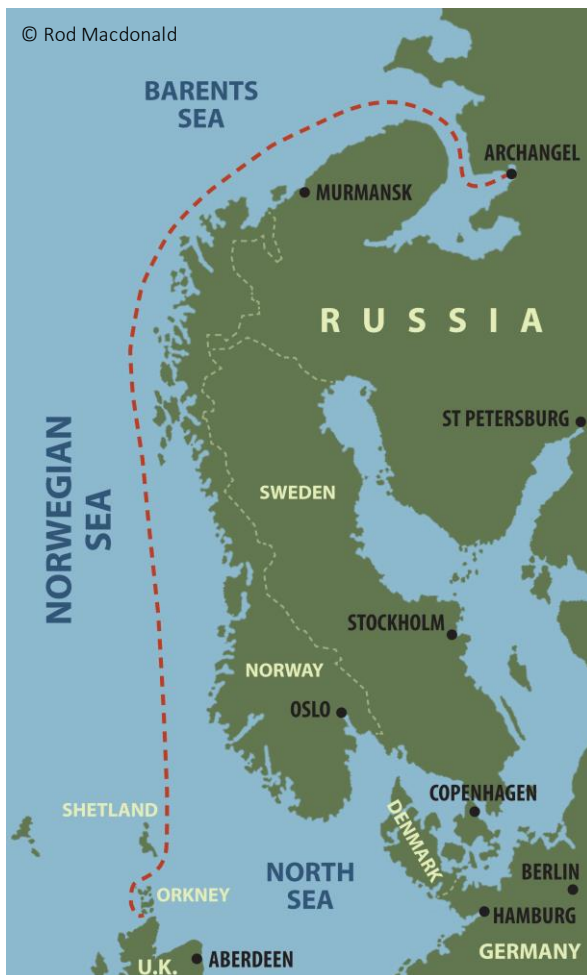 © Rod Macdonald
BARENTS
SEA
ARCHANGEL
MURMANSK
RUSSIA
ST PETERSBURG
NORWEGIAN
SEA
SWEDEN
STOCKHOLM
NORWAY
OSLO
COPENHAGEN
SHETLAND
DENMARK
NORTH
SEA
BERLIN
ORKNEY
HAMBURG
GERMANY
ABERDEEN
U.K.